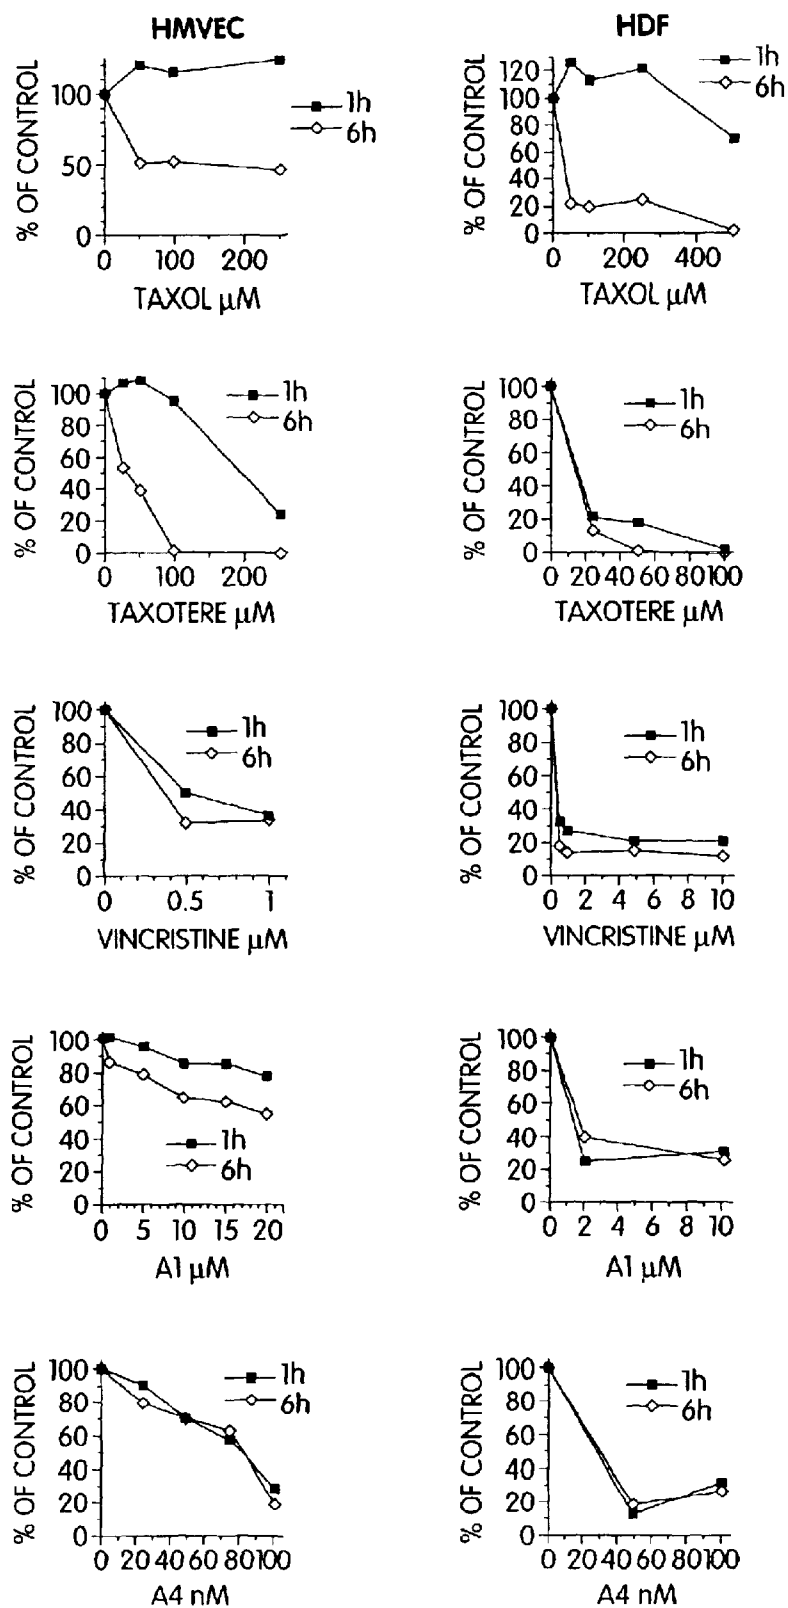 HMVEC
% OF CONTROL
100
50
0
0 100 200
TAXOL μM
1h
6h
HDF
% OF CONTROL
120
100
80
60
40
20
0
0 200 400
TAXOL μM
1h
6h
% OF CONTROL
100
80
60
40
20
0
0 100 200
TAXOTERE μM
1h
6h
% OF CONTROL
100
80
60
40
20
0
0 20 40 60 80 100
TAXOTERE μM
1h
6h
% OF CONTROL
100
80
60
40
20
0
0 0.5 1
VINCRISTINE μM
1h
6h
% OF CONTROL
100
80
60
40
20
0
0 2 4 6 8 10
VINCRISTINE μM
1h
6h
% OF CONTROL
100
80
60
40
20
0
0 5 10 15 20
A1 μM
1h
6h
% OF CONTROL
100
80
60
40
20
0
0 2 4 6 8 10
A1 μM
1h
6h
% OF CONTROL
100
80
60
40
20
0
0 20 40 60 80 100
A4 nM
1h
6h
% OF CONTROL
100
80
60
40
20
0
0 20 40 60 80 100
A4 nM
1h
6h